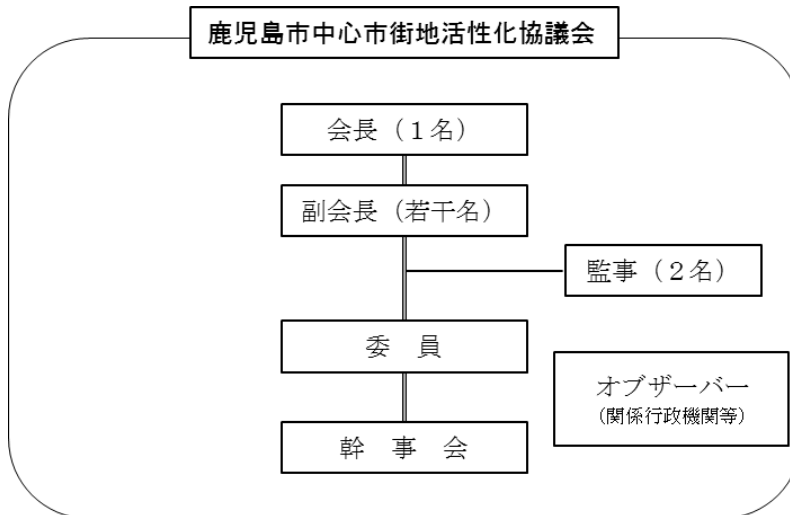 鹿児島市中心市街地活性化協議会
会長（１名）
副会長（若干名）
監事（２名）
委　員
オブザーバー
（関係行政機関等）
幹　事　会